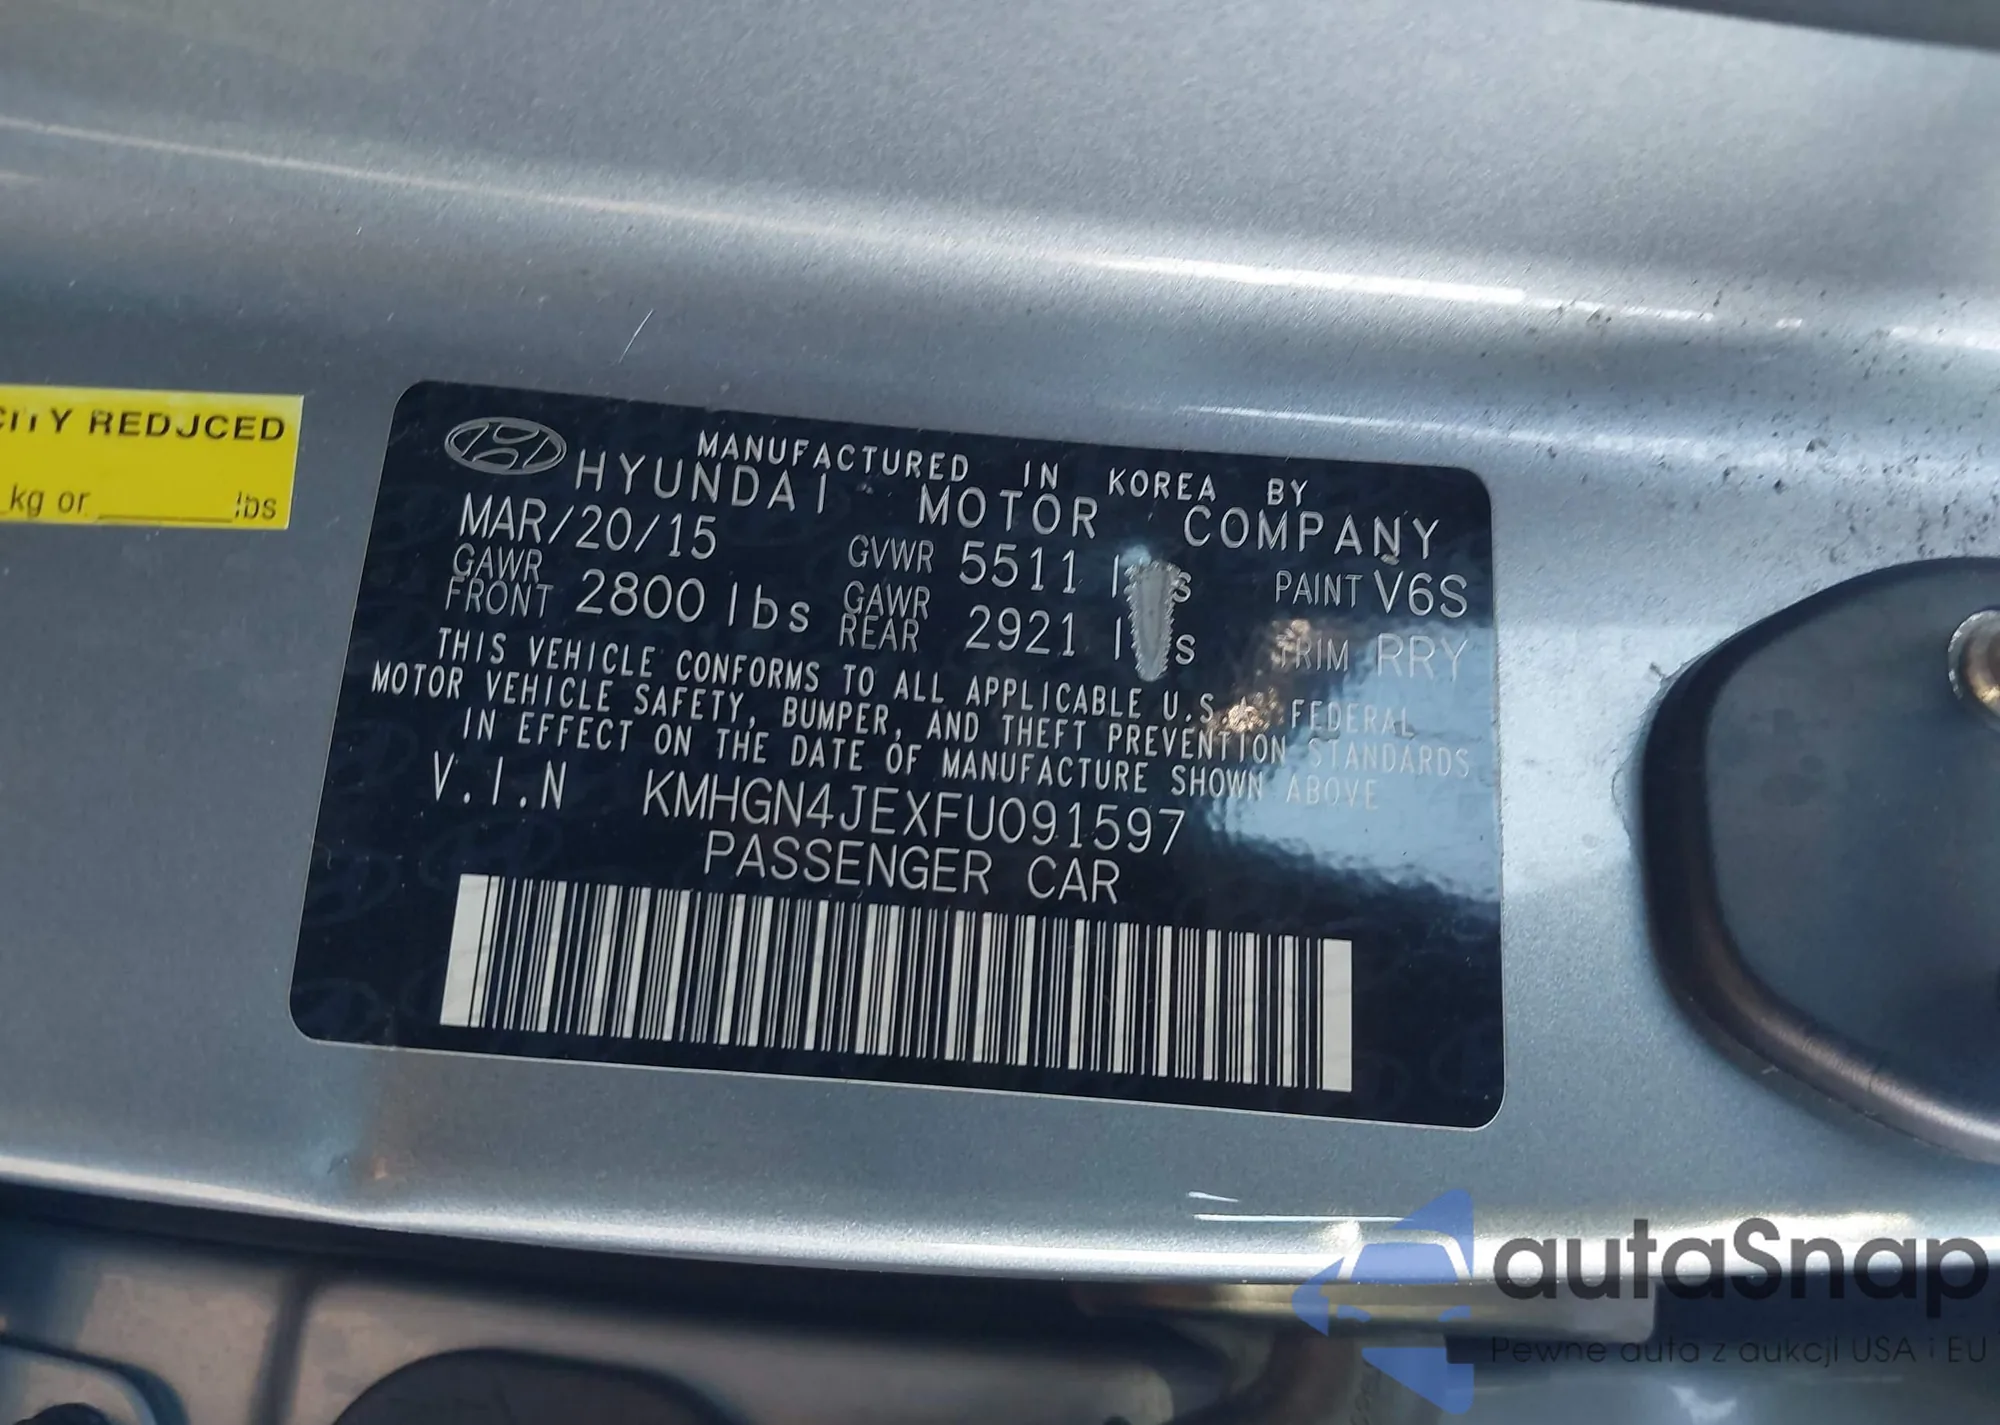 CITY REDUCED
kg or ______ lbs
MANUFACTURED IN KOREA BY
HYUNDAI MOTOR COMPANY
MAR/20/15 GVWR 5511 l s PAINT V6S
GAWR FRONT 2800 lbs GAWR REAR 2921 l s TRIM RRY
THIS VEHICLE CONFORMS TO ALL APPLICABLE U.S.A. FEDERAL
MOTOR VEHICLE SAFETY, BUMPER, AND THEFT PREVENTION STANDARDS
IN EFFECT ON THE DATE OF MANUFACTURE SHOWN ABOVE
V.I.N KMHGN4JEXFU091597
PASSENGER CAR
autaSnap
Pewne auta z aukcji USA i EU